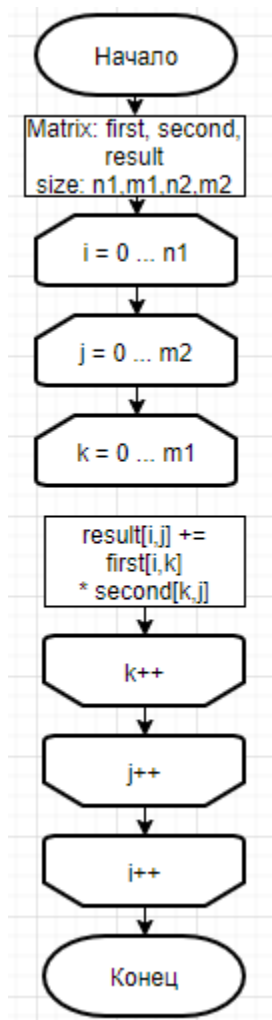 Начало
Matrix: first, second,
result
size: n1,m1,n2,m2
i = 0 ... n1
j = 0 ... m2
k = 0 ... m1
result[i,j] +=
first[i,k]
* second[k,j]
k++
j++
i++
Конец